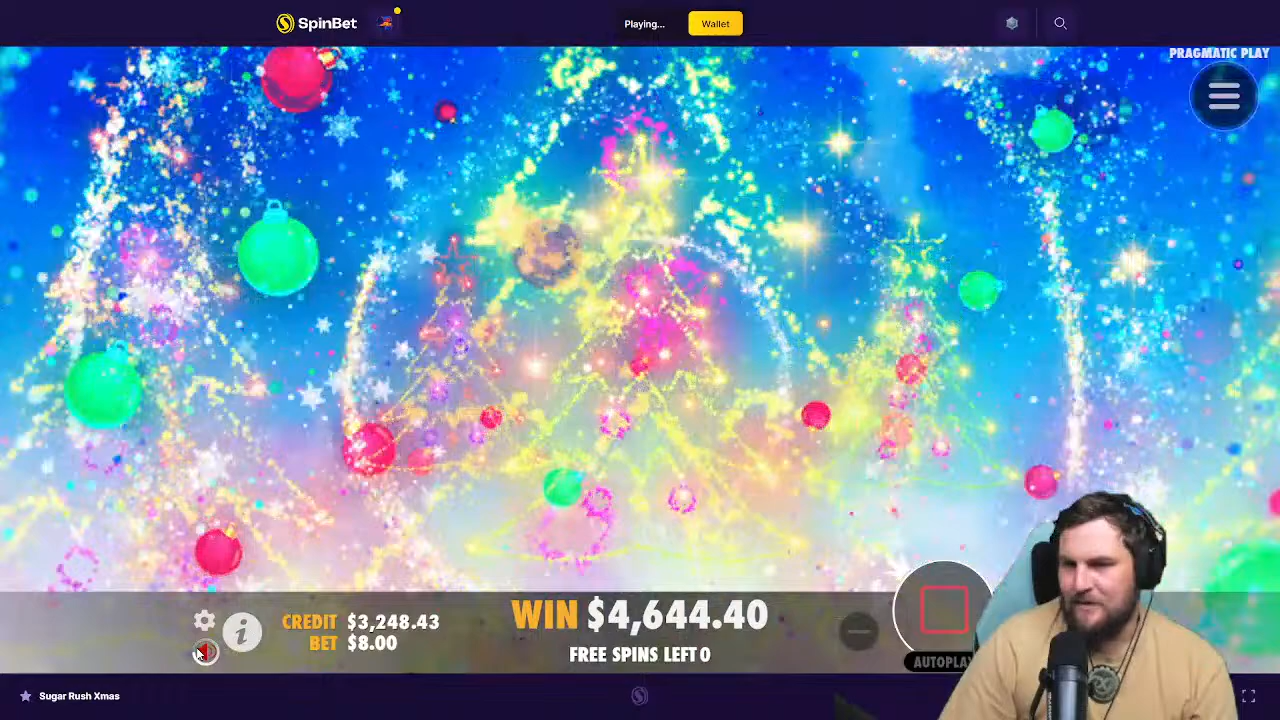 SpinBet
Playing...
Wallet
PRAGMATIC PLAY
CREDIT $3,248.43
BET $8.00
WIN $4,644.40
FREE SPINS LEFT 0
AUTOPLAY
Sugar Rush Xmas